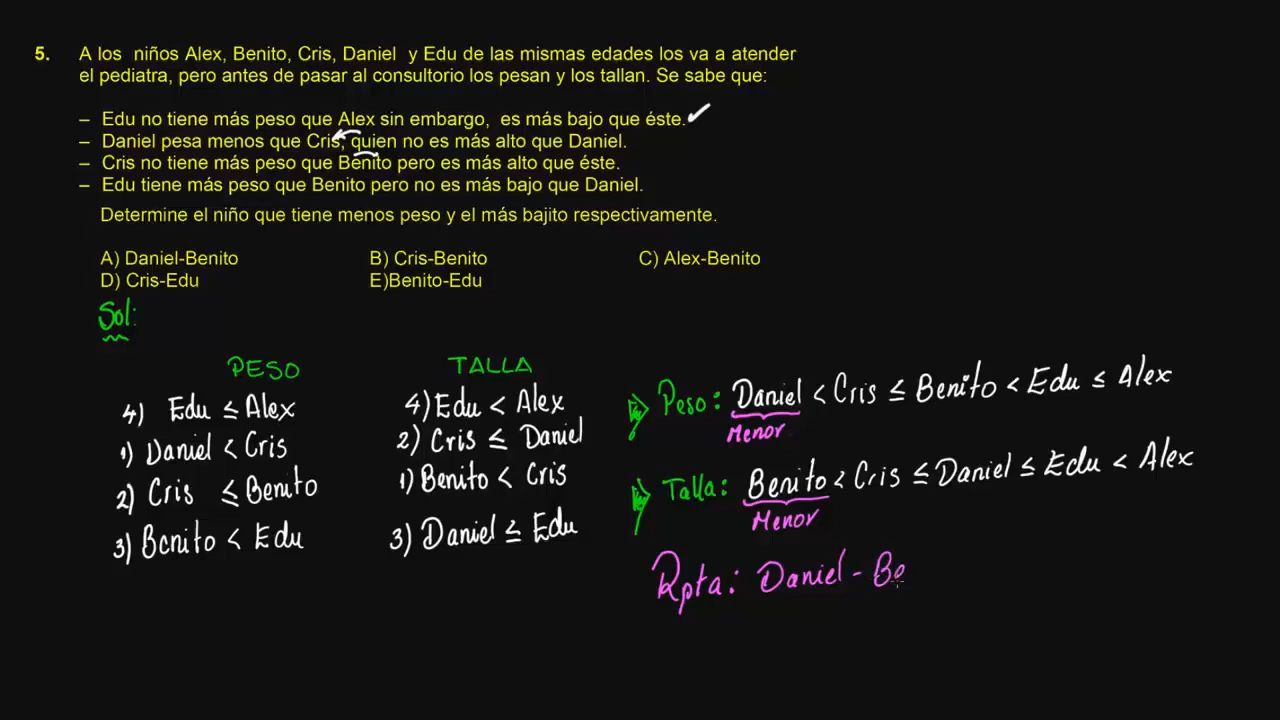 5. A los niños Alex, Benito, Cris, Daniel y Edu de las mismas edades los va a atender
el pediatra, pero antes de pasar al consultorio los pesan y los tallan. Se sabe que:
– Edu no tiene más peso que Alex sin embargo, es más bajo que éste.
– Daniel pesa menos que Cris, quien no es más alto que Daniel.
– Cris no tiene más peso que Benito pero es más alto que éste.
– Edu tiene más peso que Benito pero no es más bajo que Daniel.
Determine el niño que tiene menos peso y el más bajito respectivamente.
A) Daniel-Benito B) Cris-Benito C) Alex-Benito
D) Cris-Edu E)Benito-Edu
Sol:
PESO
4) Edu ≤ Alex
1) Daniel < Cris
2) Cris ≤ Benito
3) Benito < Edu
TALLA
4) Edu < Alex
2) Cris ≤ Daniel
1) Benito < Cris
3) Daniel ≤ Edu
Peso: Daniel < Cris ≤ Benito < Edu ≤ Alex
Menor
Talla: Benito < Cris ≤ Daniel ≤ Edu < Alex
Menor
Rpta: Daniel - Be